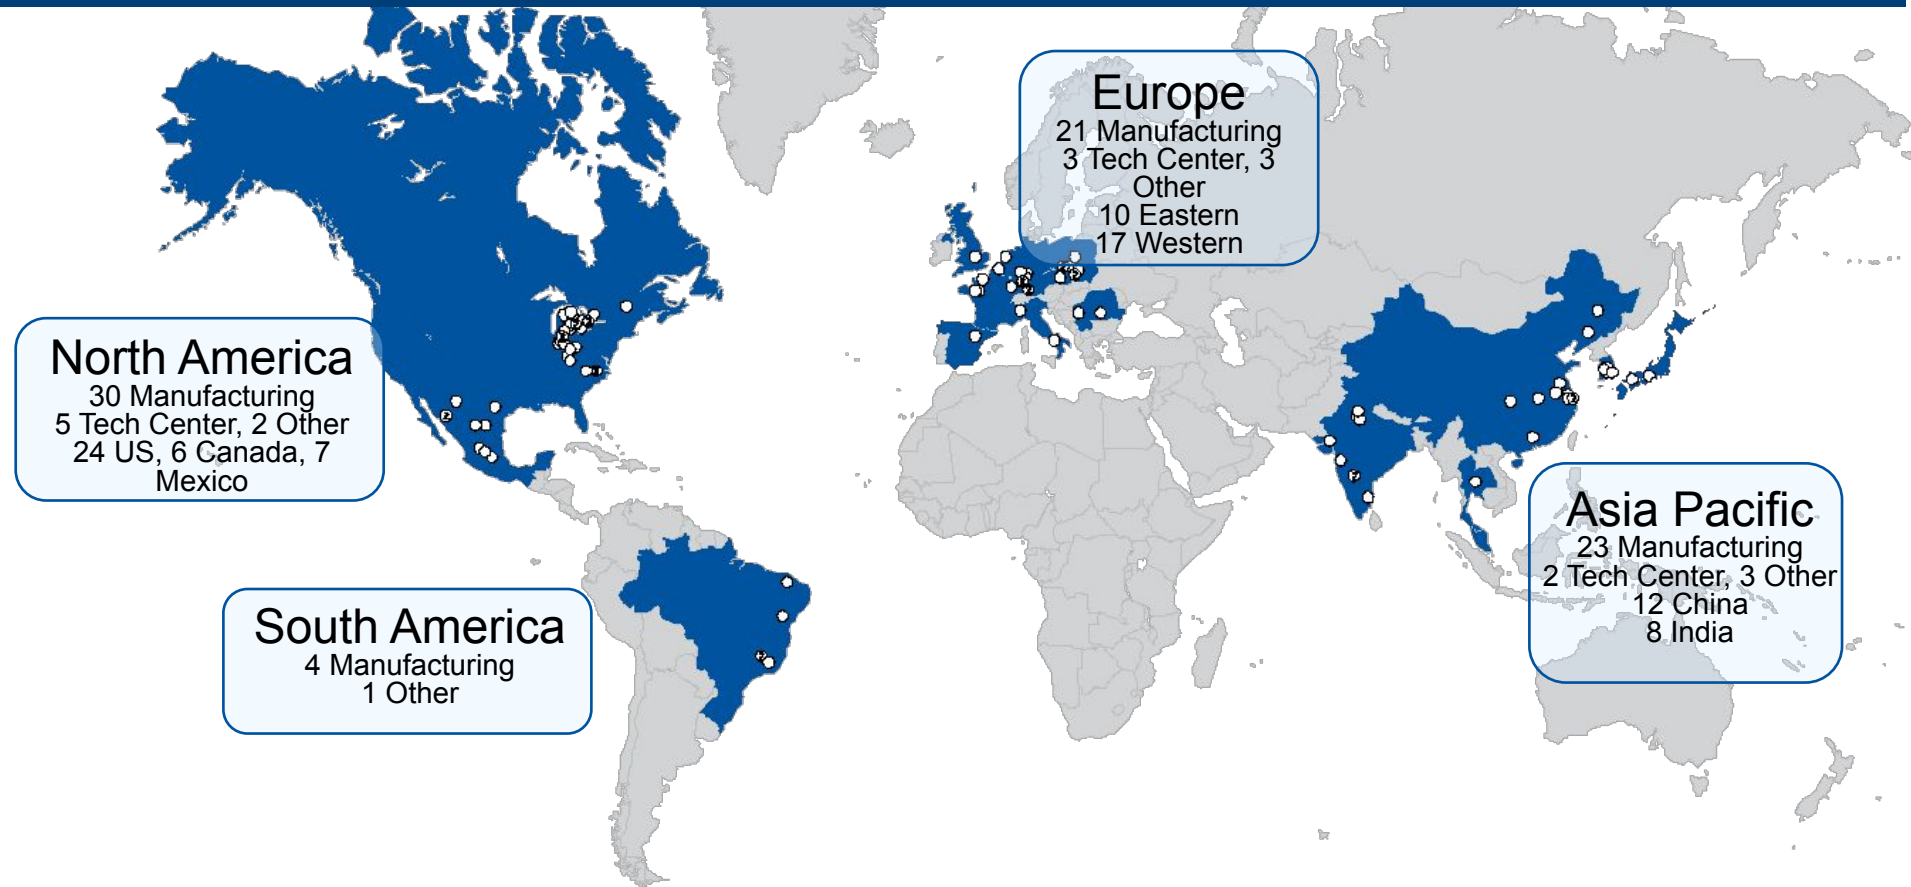 Europe
21 Manufacturing
3 Tech Center, 3
Other
10 Eastern
17 Western
North America
30 Manufacturing
5 Tech Center, 2 Other
24 US, 6 Canada, 7
Mexico
Asia Pacific
23 Manufacturing
2 Tech Center, 3 Other
12 China
8 India
South America
4 Manufacturing
1 Other